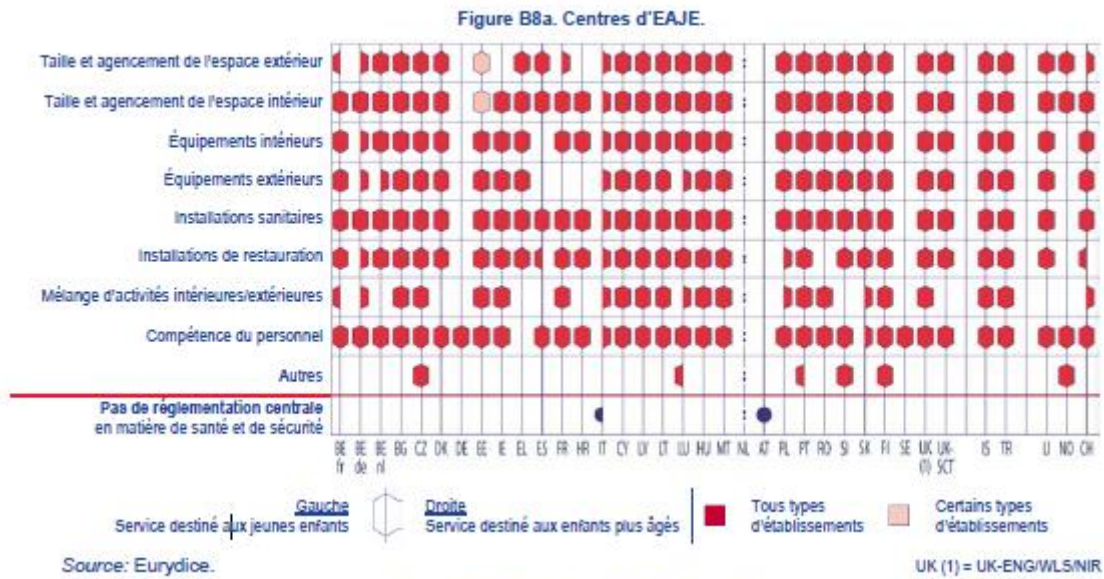 Figure B8a. Centres d'EAJE.
Taille et agencement de l'espace extérieur
Taille et agencement de l'espace intérieur
Équipements intérieurs
Équipements extérieurs
Installations sanitaires
Installations de restauration
Mélange d'activités intérieures/extérieures
Compétence du personnel
Autres
Pas de réglementation centrale
en matière de santé et de sécurité
BE BE BE BG CZ DK DE EE IE EL ES FR HR IT CY LV LT LU HU MT NL AT PL PT RO SI SK FI SE UK UK- IS TR LI NO CH
fr de nl (1) SCT
Gauche
Service destiné aux jeunes enfants
Droite
Service destiné aux enfants plus âgés
Tous types
d'établissements
Certains types
d'établissements
Source: Eurydice.
UK (1) = UK-ENG/WLS/NIR